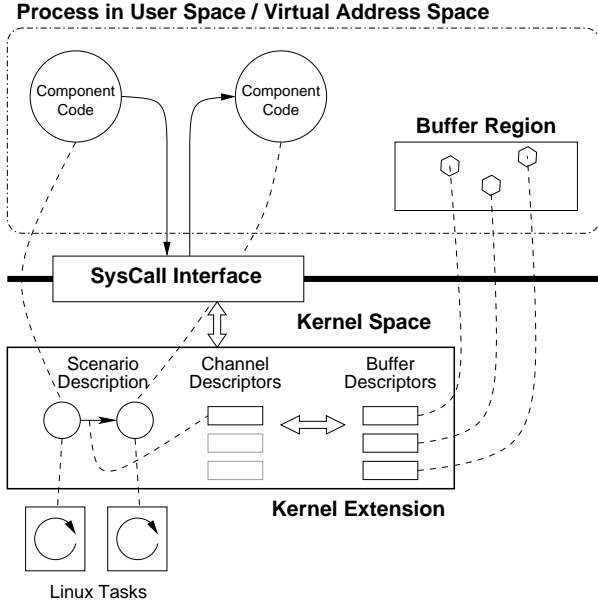 Process in User Space / Virtual Address Space
Component
Code
Component
Code
Buffer Region
SysCall Interface
Kernel Space
Scenario
Description
Channel
Descriptors
Buffer
Descriptors
Kernel Extension
Linux Tasks